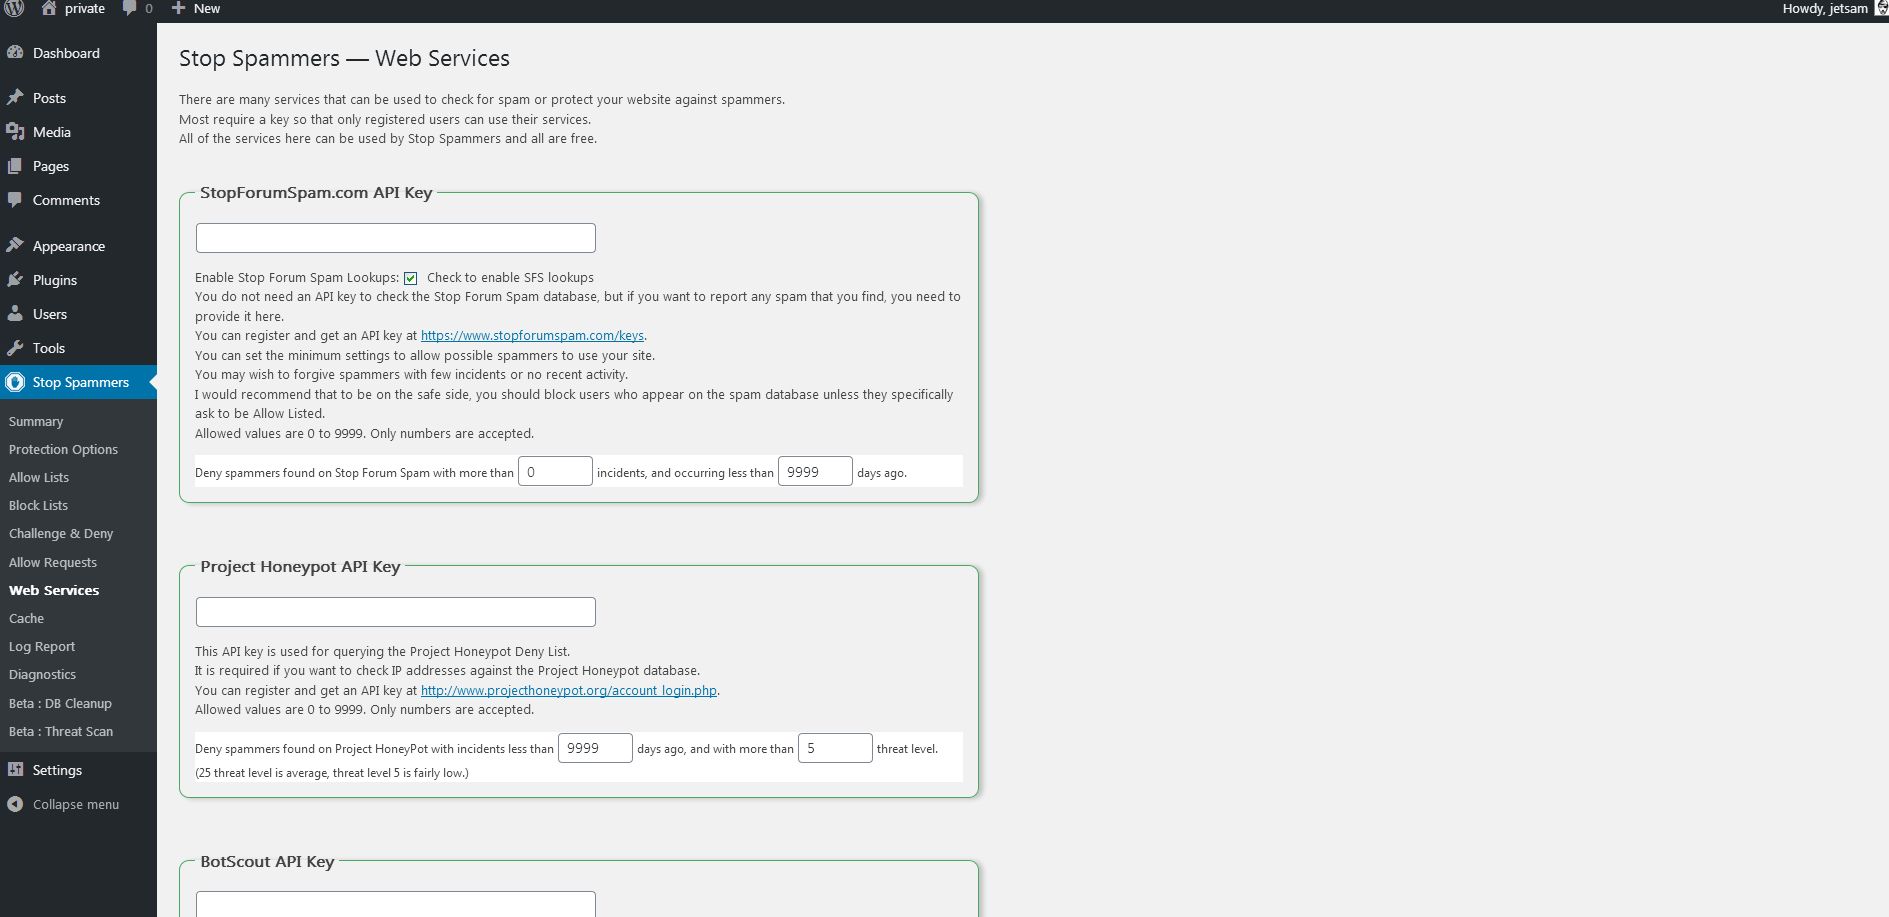 private
0
New
Howdy, jetsam
Dashboard
Posts
Media
Pages
Comments
Appearance
Plugins
Users
Tools
Stop Spammers
Summary
Protection Options
Allow Lists
Block Lists
Challenge & Deny
Allow Requests
Web Services
Cache
Log Report
Diagnostics
Beta : DB Cleanup
Beta : Threat Scan
Settings
Collapse menu
Stop Spammers — Web Services
There are many services that can be used to check for spam or protect your website against spammers.
Most require a key so that only registered users can use their services.
All of the services here can be used by Stop Spammers and all are free.
StopForumSpam.com API Key
Enable Stop Forum Spam Lookups: Check to enable SFS lookups
You do not need an API key to check the Stop Forum Spam database, but if you want to report any spam that you find, you need to
provide it here.
You can register and get an API key at https://www.stopforumspam.com/keys.
You can set the minimum settings to allow possible spammers to use your site.
You may wish to forgive spammers with few incidents or no recent activity.
I would recommend that to be on the safe side, you should block users who appear on the spam database unless they specifically
ask to be Allow Listed.
Allowed values are 0 to 9999. Only numbers are accepted.
Deny spammers found on Stop Forum Spam with more than 0 incidents, and occurring less than 9999 days ago.
Project Honeypot API Key
This API key is used for querying the Project Honeypot Deny List.
It is required if you want to check IP addresses against the Project Honeypot database.
You can register and get an API key at http://www.projecthoneypot.org/account_login.php.
Allowed values are 0 to 9999. Only numbers are accepted.
Deny spammers found on Project HoneyPot with incidents less than 9999 days ago, and with more than 5 threat level.
(25 threat level is average, threat level 5 is fairly low.)
BotScout API Key